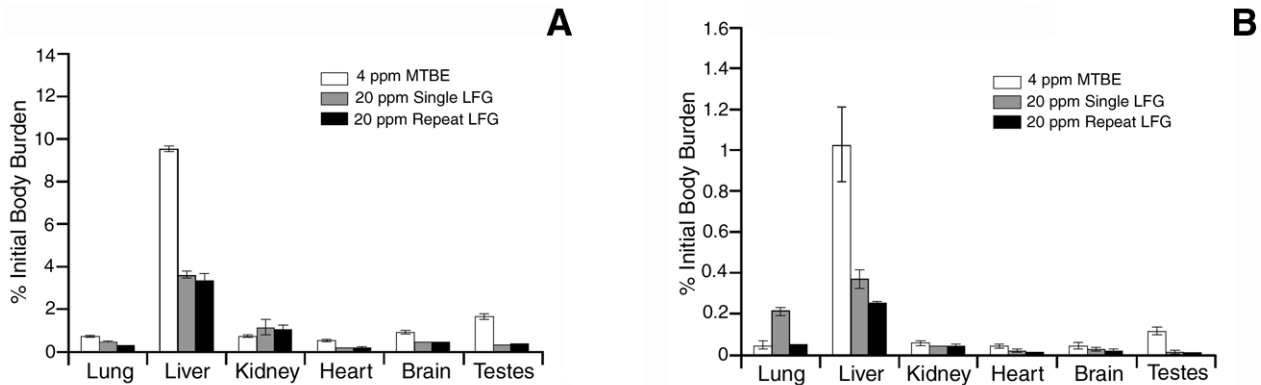 A
14
12
10
8
6
4
2
0
% Initial Body Burden
4 ppm MTBE
20 ppm Single LFG
20 ppm Repeat LFG
Lung Liver Kidney Heart Brain Testes
B
1.6
1.4
1.2
1
0.8
0.6
0.4
0.2
0
% Initial Body Burden
4 ppm MTBE
20 ppm Single LFG
20 ppm Repeat LFG
Lung Liver Kidney Heart Brain Testes